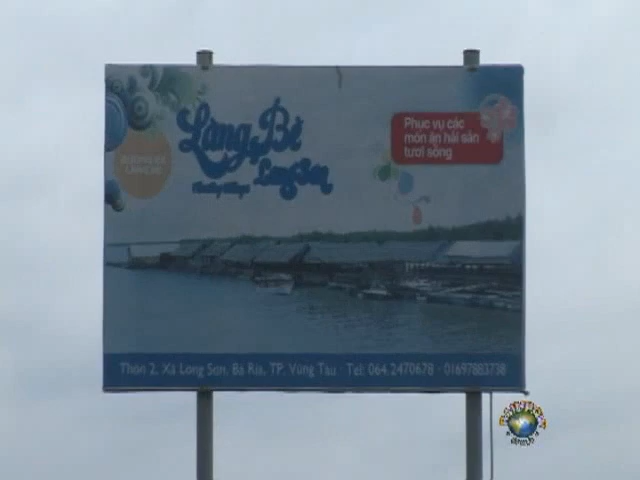 Làng Bè
Long Sơn
Phục vụ các
món ăn hải sản
tươi sống
Thôn 2, Xã Long Sơn, Bà Rịa, TP. Vũng Tàu - Tel: 064.2470678 - 01697883738